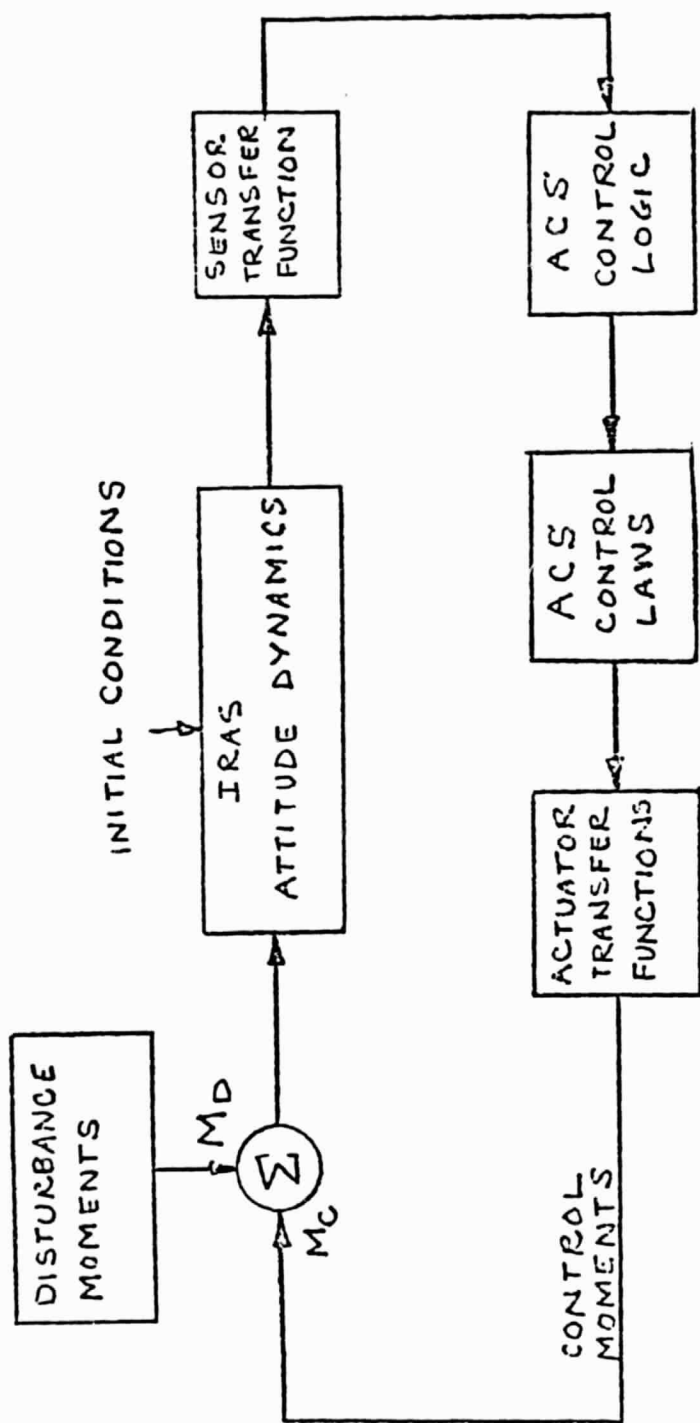 DISTURBANCE
MOMENTS
M_D
Σ
M_C
INITIAL CONDITIONS
IRAS
ATTITUDE DYNAMICS
SENSOR
TRANSFER
FUNCTION
ACS
CONTROL
LOGIC
ACS
CONTROL
LAWS
ACTUATOR
TRANSFER
FUNCTIONS
CONTROL
MOMENTS